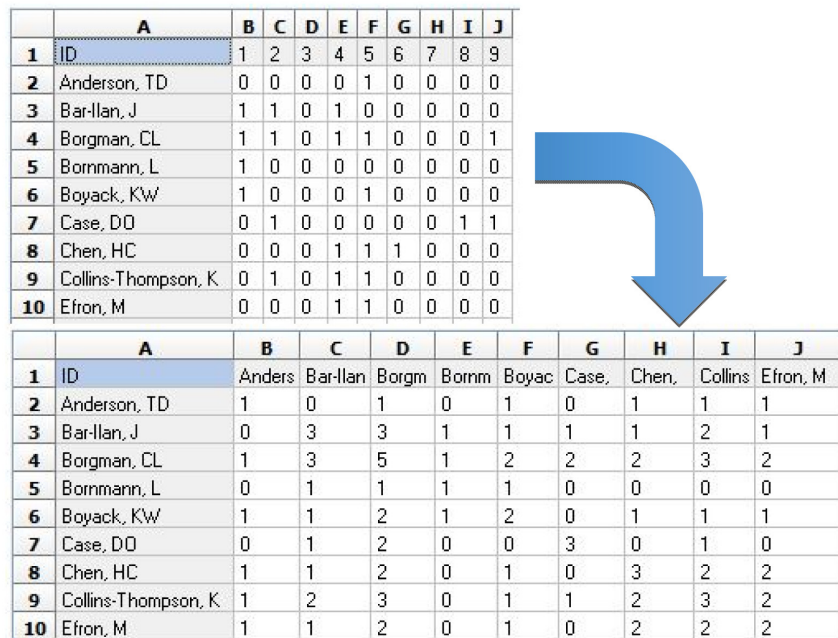 A B C D E F G H I J
1 ID 1 2 3 4 5 6 7 8 9
2 Anderson, TD 0 0 0 0 1 0 0 0 0
3 Bar-Ilan, J 1 1 0 1 0 0 0 0 0
4 Borgman, CL 1 1 0 1 1 0 0 0 1
5 Bornmann, L 1 0 0 0 0 0 0 0 0
6 Boyack, KW 1 0 0 0 1 0 0 0 0
7 Case, DO 0 1 0 0 0 0 0 1 1
8 Chen, HC 0 0 0 1 1 1 0 0 0
9 Collins-Thompson, K 0 1 0 1 1 0 0 0 0
10 Efron, M 0 0 0 1 1 0 0 0 0
A B C D E F G H I J
1 ID Anders Bar-Ilan Borgm Bornm Boyac Case, Chen, Collins Efron, M
2 Anderson, TD 1 0 1 0 1 0 1 1 1
3 Bar-Ilan, J 0 3 3 1 1 1 1 2 1
4 Borgman, CL 1 3 5 1 2 2 2 3 2
5 Bornmann, L 0 1 1 1 1 0 0 0 0
6 Boyack, KW 1 1 2 1 2 0 1 1 1
7 Case, DO 0 1 2 0 0 3 0 1 0
8 Chen, HC 1 1 2 0 1 0 3 2 2
9 Collins-Thompson, K 1 2 3 0 1 1 2 3 2
10 Efron, M 1 1 2 0 1 0 2 2 2